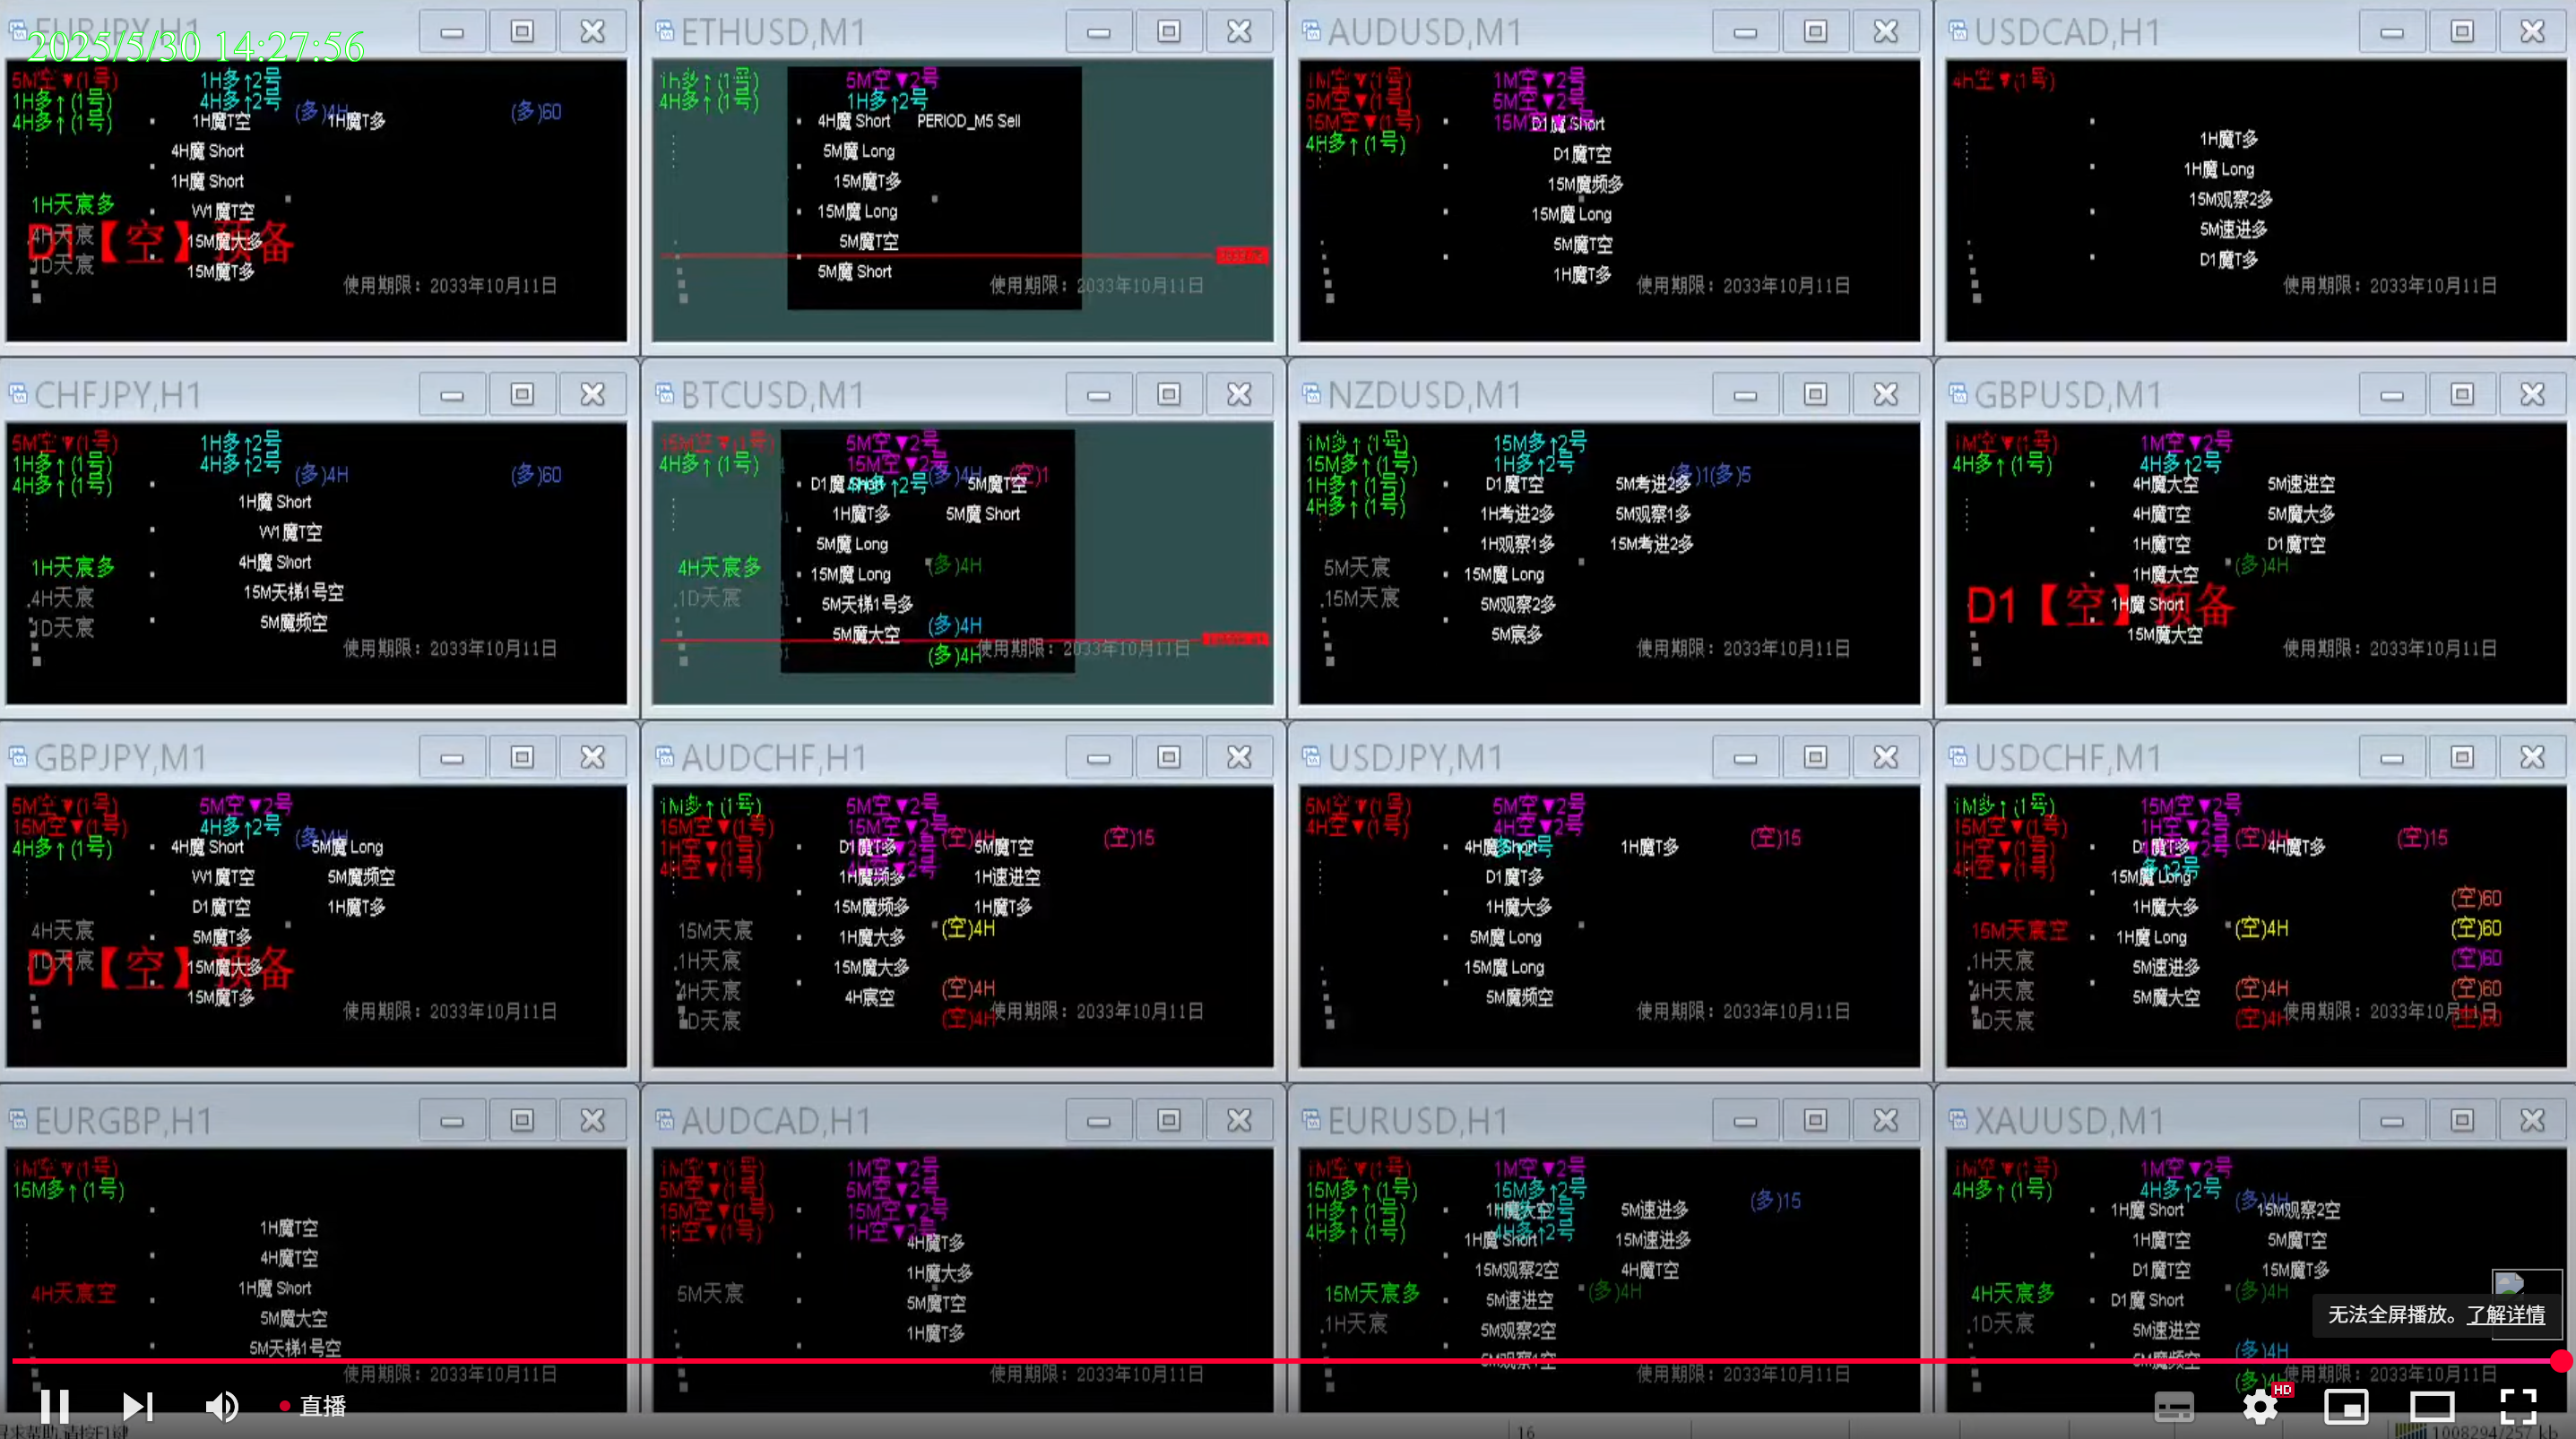 EURJPY,H1
2025/5/30 14:27:56
5M空▼(1号) 1H多↑2号
1H多↑(1号) 4H多↑2号
4H多↑(1号) (多)4H (多)60
1H魔T空 1H魔T多
4H魔 Short
1H魔 Short
1H天宸多 W1魔T空
4H天宸 15M魔大多
D1【空】预备
1D天宸 15M魔T多
使用期限：2033年10月11日
ETHUSD,M1
1h多↑(1号) 5M空▼2号
4H多↑(1号) 1H多↑2号
4H魔 Short PERIOD_M5 Sell
5M魔 Long
15M魔T多
15M魔 Long
5M魔T空
5M魔 Short
使用期限：2033年10月11日
AUDUSD,M1
1M空▼(1号) 1M空▼2号
5M空▼(1号) 5M空▼2号
15M空▼(1号) 15M空▼2号
4H多↑(1号) D1魔 Short
D1魔T空
15M魔频多
15M魔 Long
5M魔T空
1H魔T多
使用期限：2033年10月11日
USDCAD,H1
4h空▼(1号)
1H魔T多
1H魔 Long
15M观察2多
5M速进多
D1魔T多
使用期限：2033年10月11日
CHFJPY,H1
5M空▼(1号) 1H多↑2号
1H多↑(1号) 4H多↑2号
4H多↑(1号) (多)4H (多)60
1H魔 Short
W1魔T空
4H魔 Short
1H天宸多 15M天梯1号空
4H天宸 5M魔频空
1D天宸
使用期限：2033年10月11日
BTCUSD,M1
15M空▼(1号) 5M空▼2号
4H多↑(1号) 15M空▼2号
4H多↑2号 (多)4H (空)1
D1魔 Short 5M魔T空
1H魔T多 5M魔 Short
5M魔 Long
4H天宸多 15M魔 Long (多)4H
1D天宸 5M天梯1号多
5M魔大空 (多)4H
(多)4H
使用期限：2033年10月11日
NZDUSD,M1
1M多↑(1号) 15M多↑2号
15M多↑(1号) 1H多↑2号
1H多↑(1号) (多)1(多)5
4H多↑(1号)
D1魔T空 5M考进2多
1H考进2多 5M观察1多
1H观察1多 15M考进2多
5M天宸 15M魔 Long
15M天宸 5M观察2多
5M宸多
使用期限：2033年10月11日
GBPUSD,M1
1M空▼(1号) 1M空▼2号
4H多↑(1号) 4H多↑2号
4H魔大空 5M速进空
4H魔T空 5M魔大多
1H魔T空 D1魔T空
1H魔大空 (多)4H
D1【空】预备
1H魔 Short
15M魔大空
使用期限：2033年10月11日
GBPJPY,M1
5M空▼(1号) 5M空▼2号
15M空▼(1号) 4H多↑2号
4H多↑(1号) (多)4H
4H魔 Short 5M魔 Long
W1魔T空 5M魔频空
D1魔T空 1H魔T多
4H天宸 5M魔T多
1D天宸 15M魔大多
D1【空】预备
15M魔T多
使用期限：2033年10月11日
AUDCHF,H1
1M多↑(1号) 5M空▼2号
15M空▼(1号) 15M空▼2号
1H空▼(1号) (空)4H (空)15
4H空▼(1号)
D1魔T多 5M魔T空
1H魔频多 1H速进空
15M魔频多 1H魔T多
15M天宸 1H魔大多 (空)4H
1H天宸 15M魔大多
4H天宸 4H宸空 (空)4H
1D天宸 (空)4H
使用期限：2033年10月11日
USDJPY,M1
5M空▼(1号) 5M空▼2号
4H空▼(1号) 4H空▼2号
(空)15
4H魔 Short 1H魔T多
D1魔T多
1H魔大多
5M魔 Long
15M魔 Long
5M魔频空
使用期限：2033年10月11日
USDCHF,M1
1M多↑(1号) 15M空▼2号
15M空▼(1号) 1H空▼2号
1H空▼(1号) (空)4H (空)15
4H空▼(1号)
D1魔T多 4H魔T多
15M魔 Long
1H魔大多 (空)60
15M天宸空 1H魔 Long (空)4H (空)60
1H天宸 5M速进多 (空)60
4H天宸 5M魔大空 (空)4H (空)60
1D天宸 (空)4H (空)60
使用期限：2033年10月11日
EURGBP,H1
1M空▼(1号)
15M多↑(1号)
1H魔T空
4H魔T空
4H天宸空 1H魔 Short
5M魔大空
5M天梯1号空
使用期限：2033年10月11日
AUDCAD,H1
1M空▼(1号) 1M空▼2号
5M空▼(1号) 5M空▼2号
15M空▼(1号) 15M空▼2号
1H空▼(1号) 1H空▼2号
4H魔T多
1H魔大多
5M天宸 5M魔T空
1H魔T多
使用期限：2033年10月11日
EURUSD,H1
1M空▼(1号) 1M空▼2号
15M多↑(1号) 15M多↑2号
1H多↑(1号) (多)15
4H多↑(1号) 4H多↑2号
1H魔大空 5M速进多
1H魔 Short 15M速进多
15M观察2空 4H魔T空
15M天宸多 5M速进空 (多)4H
1H天宸 5M观察2空
5M观察1空
使用期限：2033年10月11日
XAUUSD,M1
1M空▼(1号) 1M空▼2号
4H多↑(1号) 4H多↑2号
(多)4H
1H魔 Short 15M观察2空
1H魔T空 5M魔T空
D1魔T空 15M魔T多
4H天宸多 D1魔 Short (多)4H
1D天宸 5M速进空
5M魔频空 (多)4H
使用期限：2033年10月11日
无法全屏播放。了解详情
直播
HD
16
1008294/257 kb